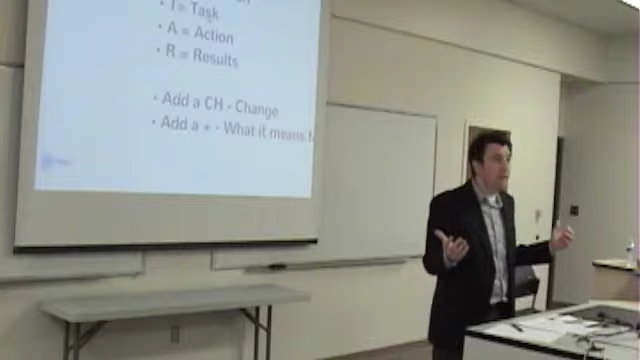 • T= Task
• A = Action
• R = Results
• Add a CH - Change
• Add a + - What it means